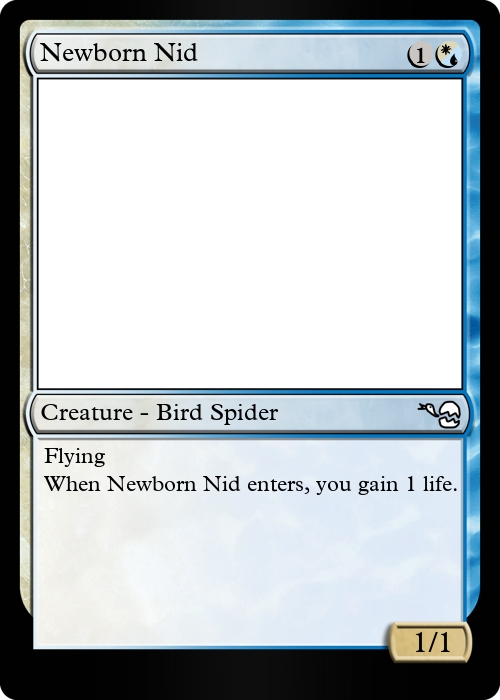 Newborn Nid 1
Creature - Bird Spider
Flying
When Newborn Nid enters, you gain 1 life.
1/1